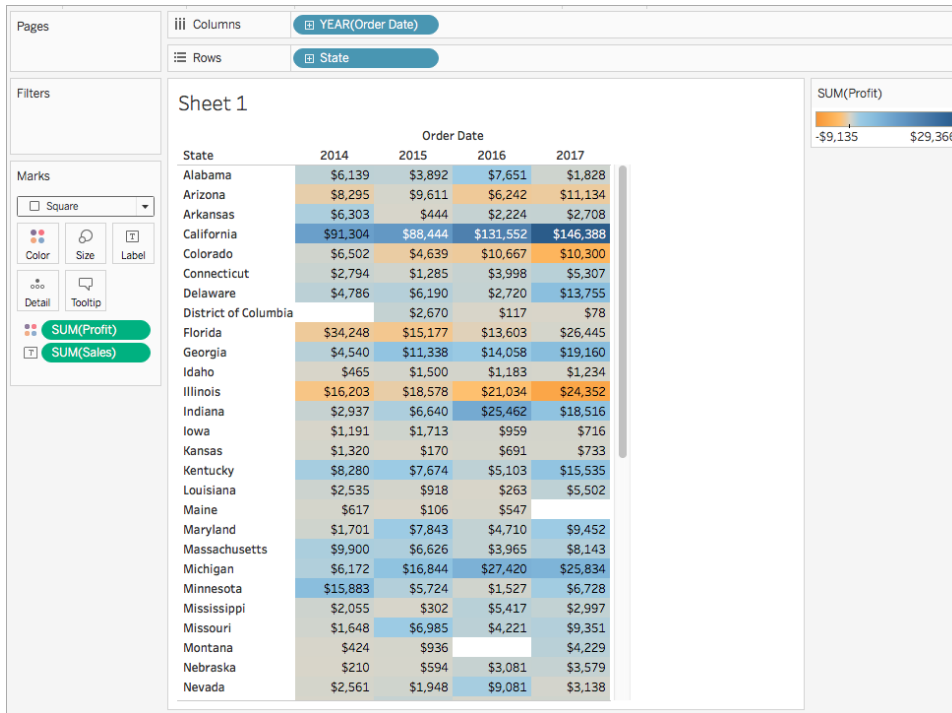 Pages
Columns
YEAR(Order Date)
Rows
State
Filters
Marks
Square
Color Size Label
Detail Tooltip
SUM(Profit)
SUM(Sales)
Sheet 1
Order Date
State 2014 2015 2016 2017
Alabama $6,139 $3,892 $7,651 $1,828
Arizona $8,295 $9,611 $6,242 $11,134
Arkansas $6,303 $444 $2,224 $2,708
California $91,304 $88,444 $131,552 $146,388
Colorado $6,502 $4,639 $10,667 $10,300
Connecticut $2,794 $1,285 $3,998 $5,307
Delaware $4,786 $6,190 $2,720 $13,755
District of Columbia $2,670 $117 $78
Florida $34,248 $15,177 $13,603 $26,445
Georgia $4,540 $11,338 $14,058 $19,160
Idaho $465 $1,500 $1,183 $1,234
Illinois $16,203 $18,578 $21,034 $24,352
Indiana $2,937 $6,640 $25,462 $18,516
Iowa $1,191 $1,713 $959 $716
Kansas $1,320 $170 $691 $733
Kentucky $8,280 $7,674 $5,103 $15,535
Louisiana $2,535 $918 $263 $5,502
Maine $617 $106 $547
Maryland $1,701 $7,843 $4,710 $9,452
Massachusetts $9,900 $6,626 $3,965 $8,143
Michigan $6,172 $16,844 $27,420 $25,834
Minnesota $15,883 $5,724 $1,527 $6,728
Mississippi $2,055 $302 $5,417 $2,997
Missouri $1,648 $6,985 $4,221 $9,351
Montana $424 $936 $4,229
Nebraska $210 $594 $3,081 $3,579
Nevada $2,561 $1,948 $9,081 $3,138
SUM(Profit)
-$9,135 $29,366